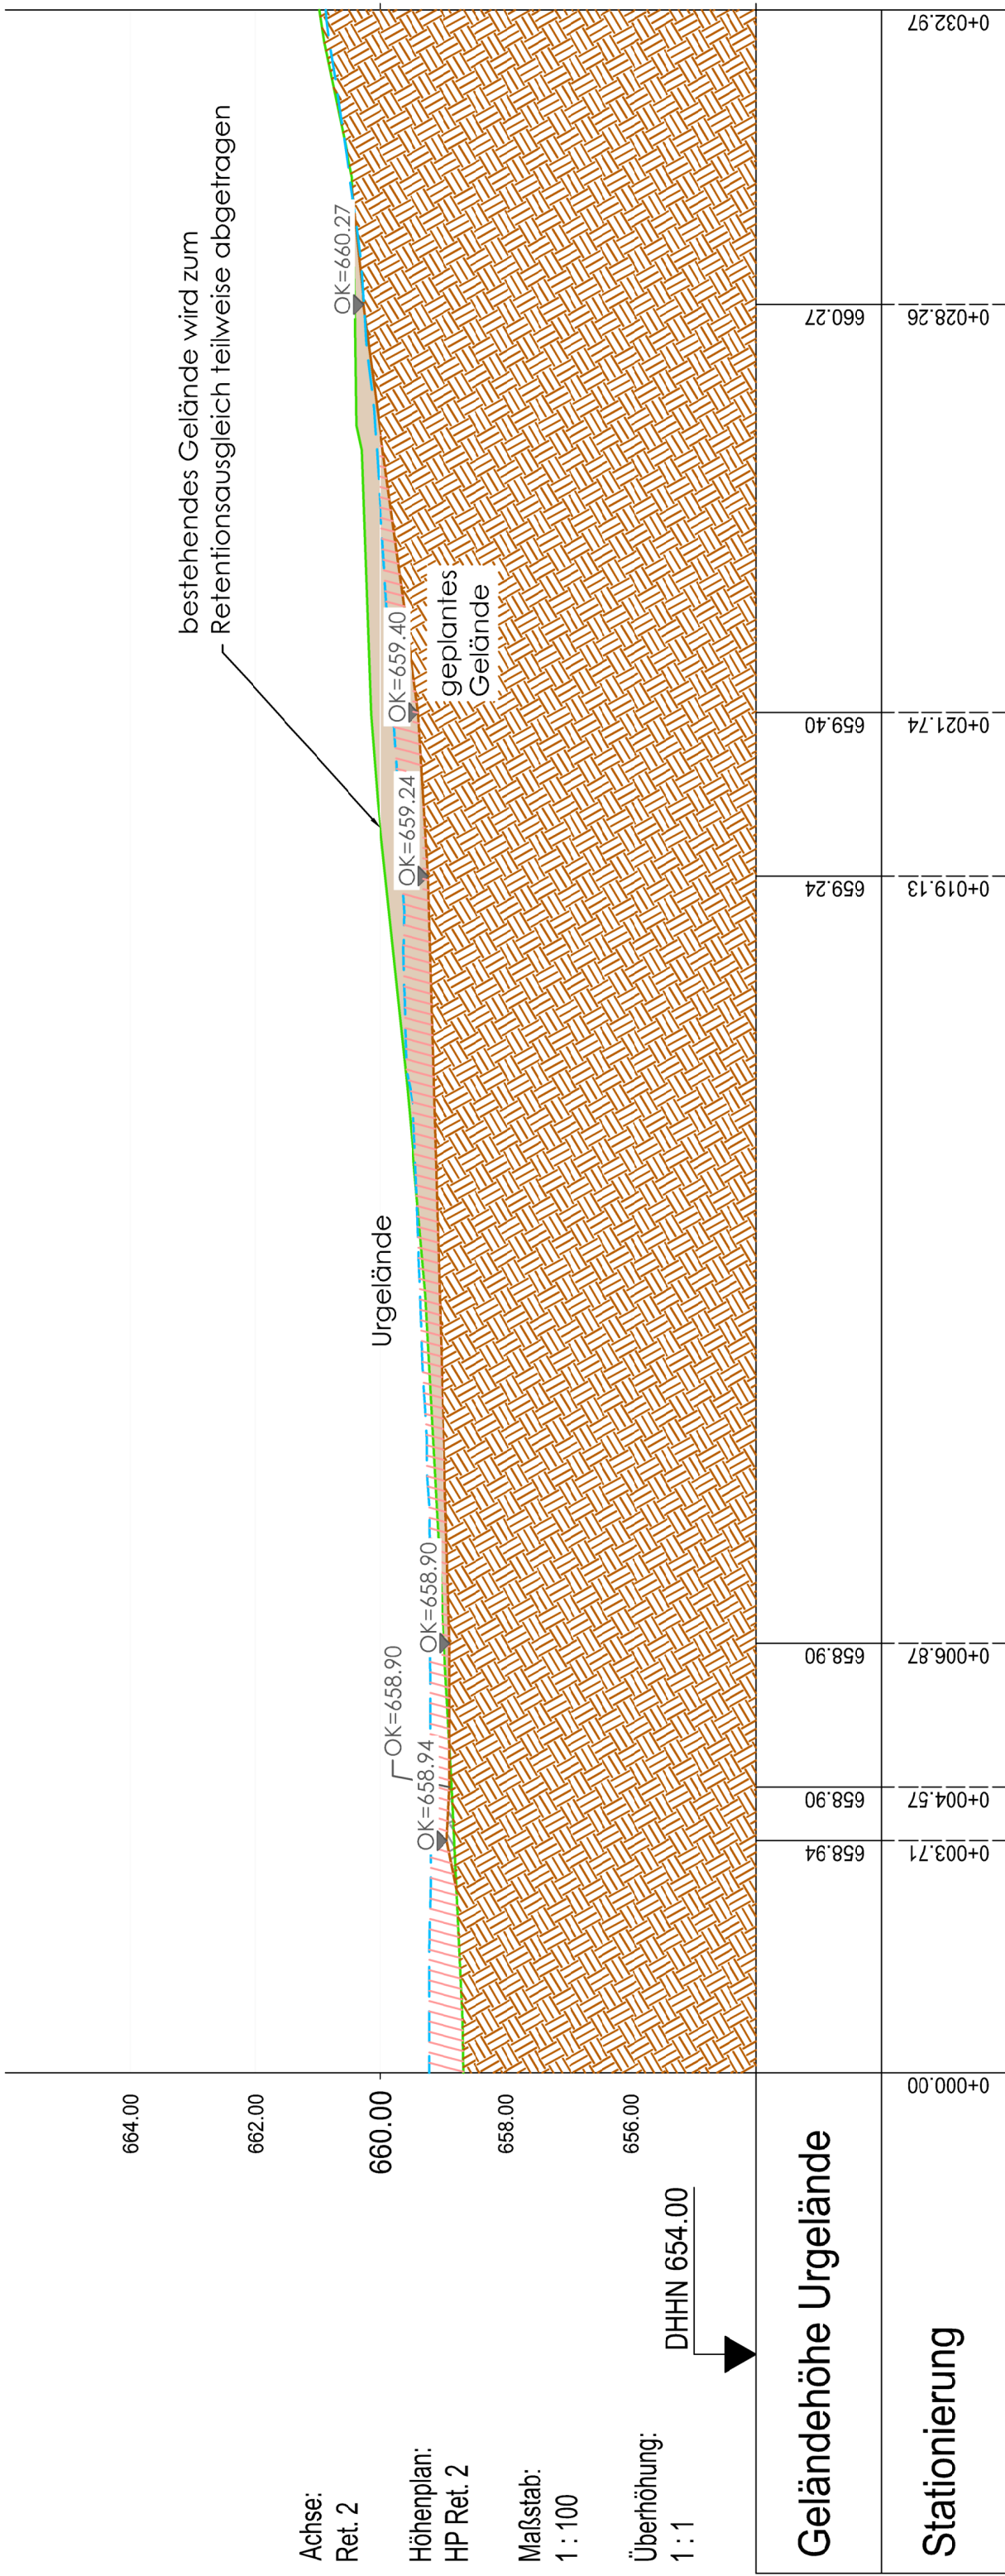 bestehendes Gelände wird zum
Retentionsausgleich teilweise abgetragen
Urgelände
geplantes
Gelände
OK=658.94
OK=658.90
OK=658.90
OK=659.24
OK=659.40
OK=660.27
664.00
662.00
660.00
658.00
656.00
Achse:
Ret. 2
Höhenplan:
HP Ret. 2
Maßstab:
1 : 100
Überhöhung:
1 : 1
DHHN 654.00
Geländehöhe Urgelände
658.94
658.90
658.90
659.24
659.40
660.27
Stationierung
0+000.00
0+003.71
0+004.57
0+006.87
0+019.13
0+021.74
0+028.26
0+032.97